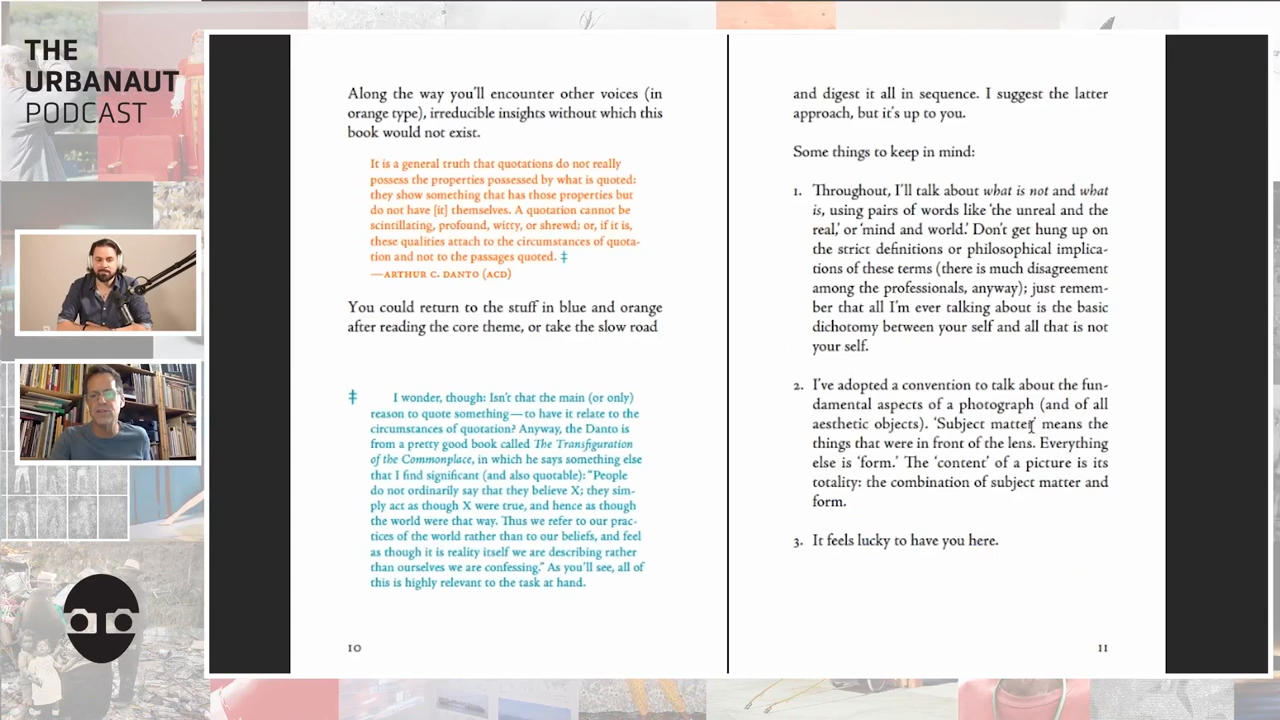 THE
URBANAUT
PODCAST
Along the way you'll encounter other voices (in
orange type), irreducible insights without which this
book would not exist.
It is a general truth that quotations do not really
possess the properties possessed by what is quoted:
they show something that has those properties but
do not have [it] themselves. A quotation cannot be
scintillating, profound, witty, or shrewd; or, if it is,
these qualities attach to the circumstances of quota-
tion and not to the passages quoted. ‡
—ARTHUR C. DANTO (ACD)
You could return to the stuff in blue and orange
after reading the core theme, or take the slow road
‡ I wonder, though: Isn't that the main (or only)
reason to quote something—to have it relate to the
circumstances of quotation? Anyway, the Danto is
from a pretty good book called The Transfiguration
of the Commonplace, in which he says something else
that I find significant (and also quotable): "People
do not ordinarily say that they believe X; they sim-
ply act as though X were true, and hence as though
the world were that way. Thus we refer to our prac-
tices of the world rather than to our beliefs, and feel
as though it is reality itself we are describing rather
than ourselves we are confessing." As you'll see, all of
this is highly relevant to the task at hand.
10
and digest it all in sequence. I suggest the latter
approach, but it's up to you.
Some things to keep in mind:
1. Throughout, I'll talk about what is not and what
is, using pairs of words like 'the unreal and the
real,' or 'mind and world.' Don't get hung up on
the strict definitions or philosophical implica-
tions of these terms (there is much disagreement
among the professionals, anyway); just remem-
ber that all I'm ever talking about is the basic
dichotomy between your self and all that is not
your self.
2. I've adopted a convention to talk about the fun-
damental aspects of a photograph (and of all
aesthetic objects). 'Subject matter' means the
things that were in front of the lens. Everything
else is 'form.' The 'content' of a picture is its
totality: the combination of subject matter and
form.
3. It feels lucky to have you here.
11